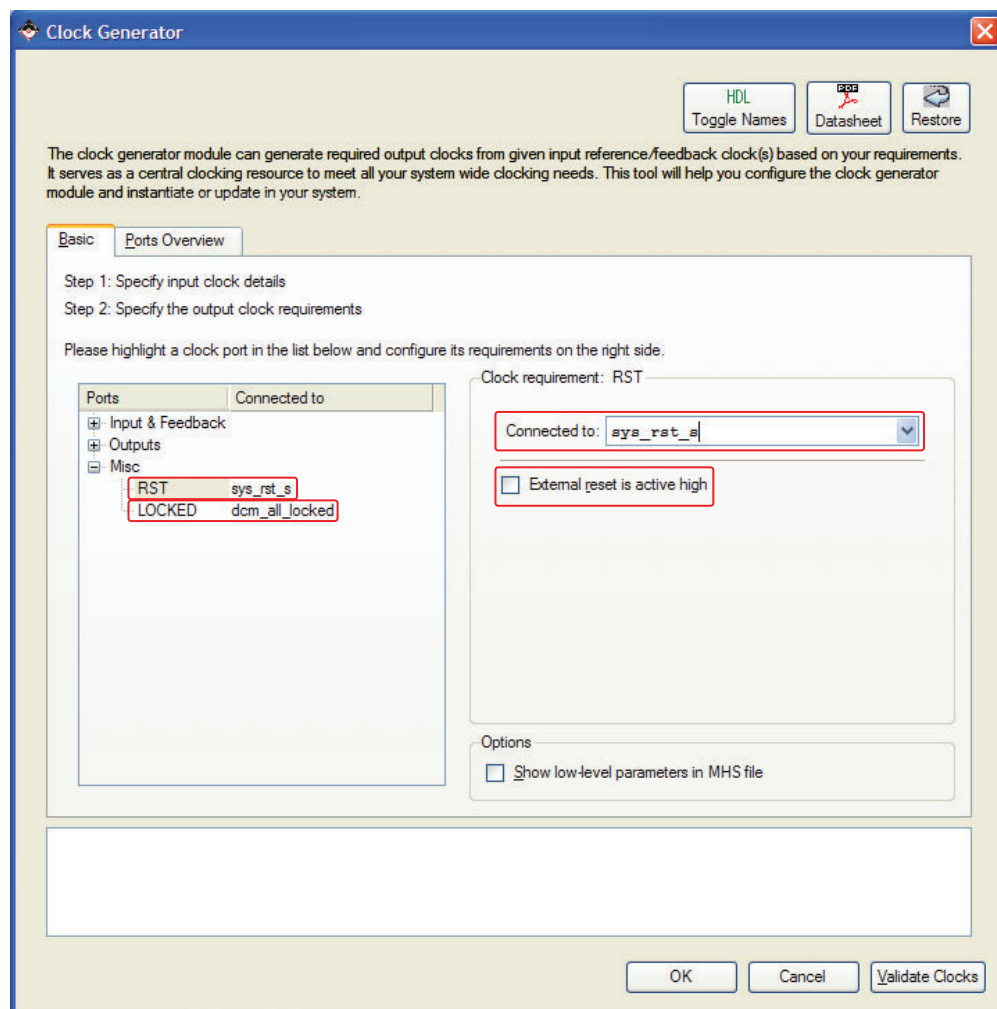 Clock Generator
HDL
Toggle Names
PDF
Datasheet
Restore
The clock generator module can generate required output clocks from given input reference/feedback clock(s) based on your requirements.
It serves as a central clocking resource to meet all your system wide clocking needs. This tool will help you configure the clock generator
module and instantiate or update in your system.
Basic
Ports Overview
Step 1: Specify input clock details
Step 2: Specify the output clock requirements
Please highlight a clock port in the list below and configure its requirements on the right side.
Ports Connected to
Input & Feedback
Outputs
Misc
RST sys_rst_s
LOCKED dcm_all_locked
Clock requirement: RST
Connected to: sys_rst_s
External reset is active high
Options
Show low-level parameters in MHS file
OK
Cancel
Validate Clocks